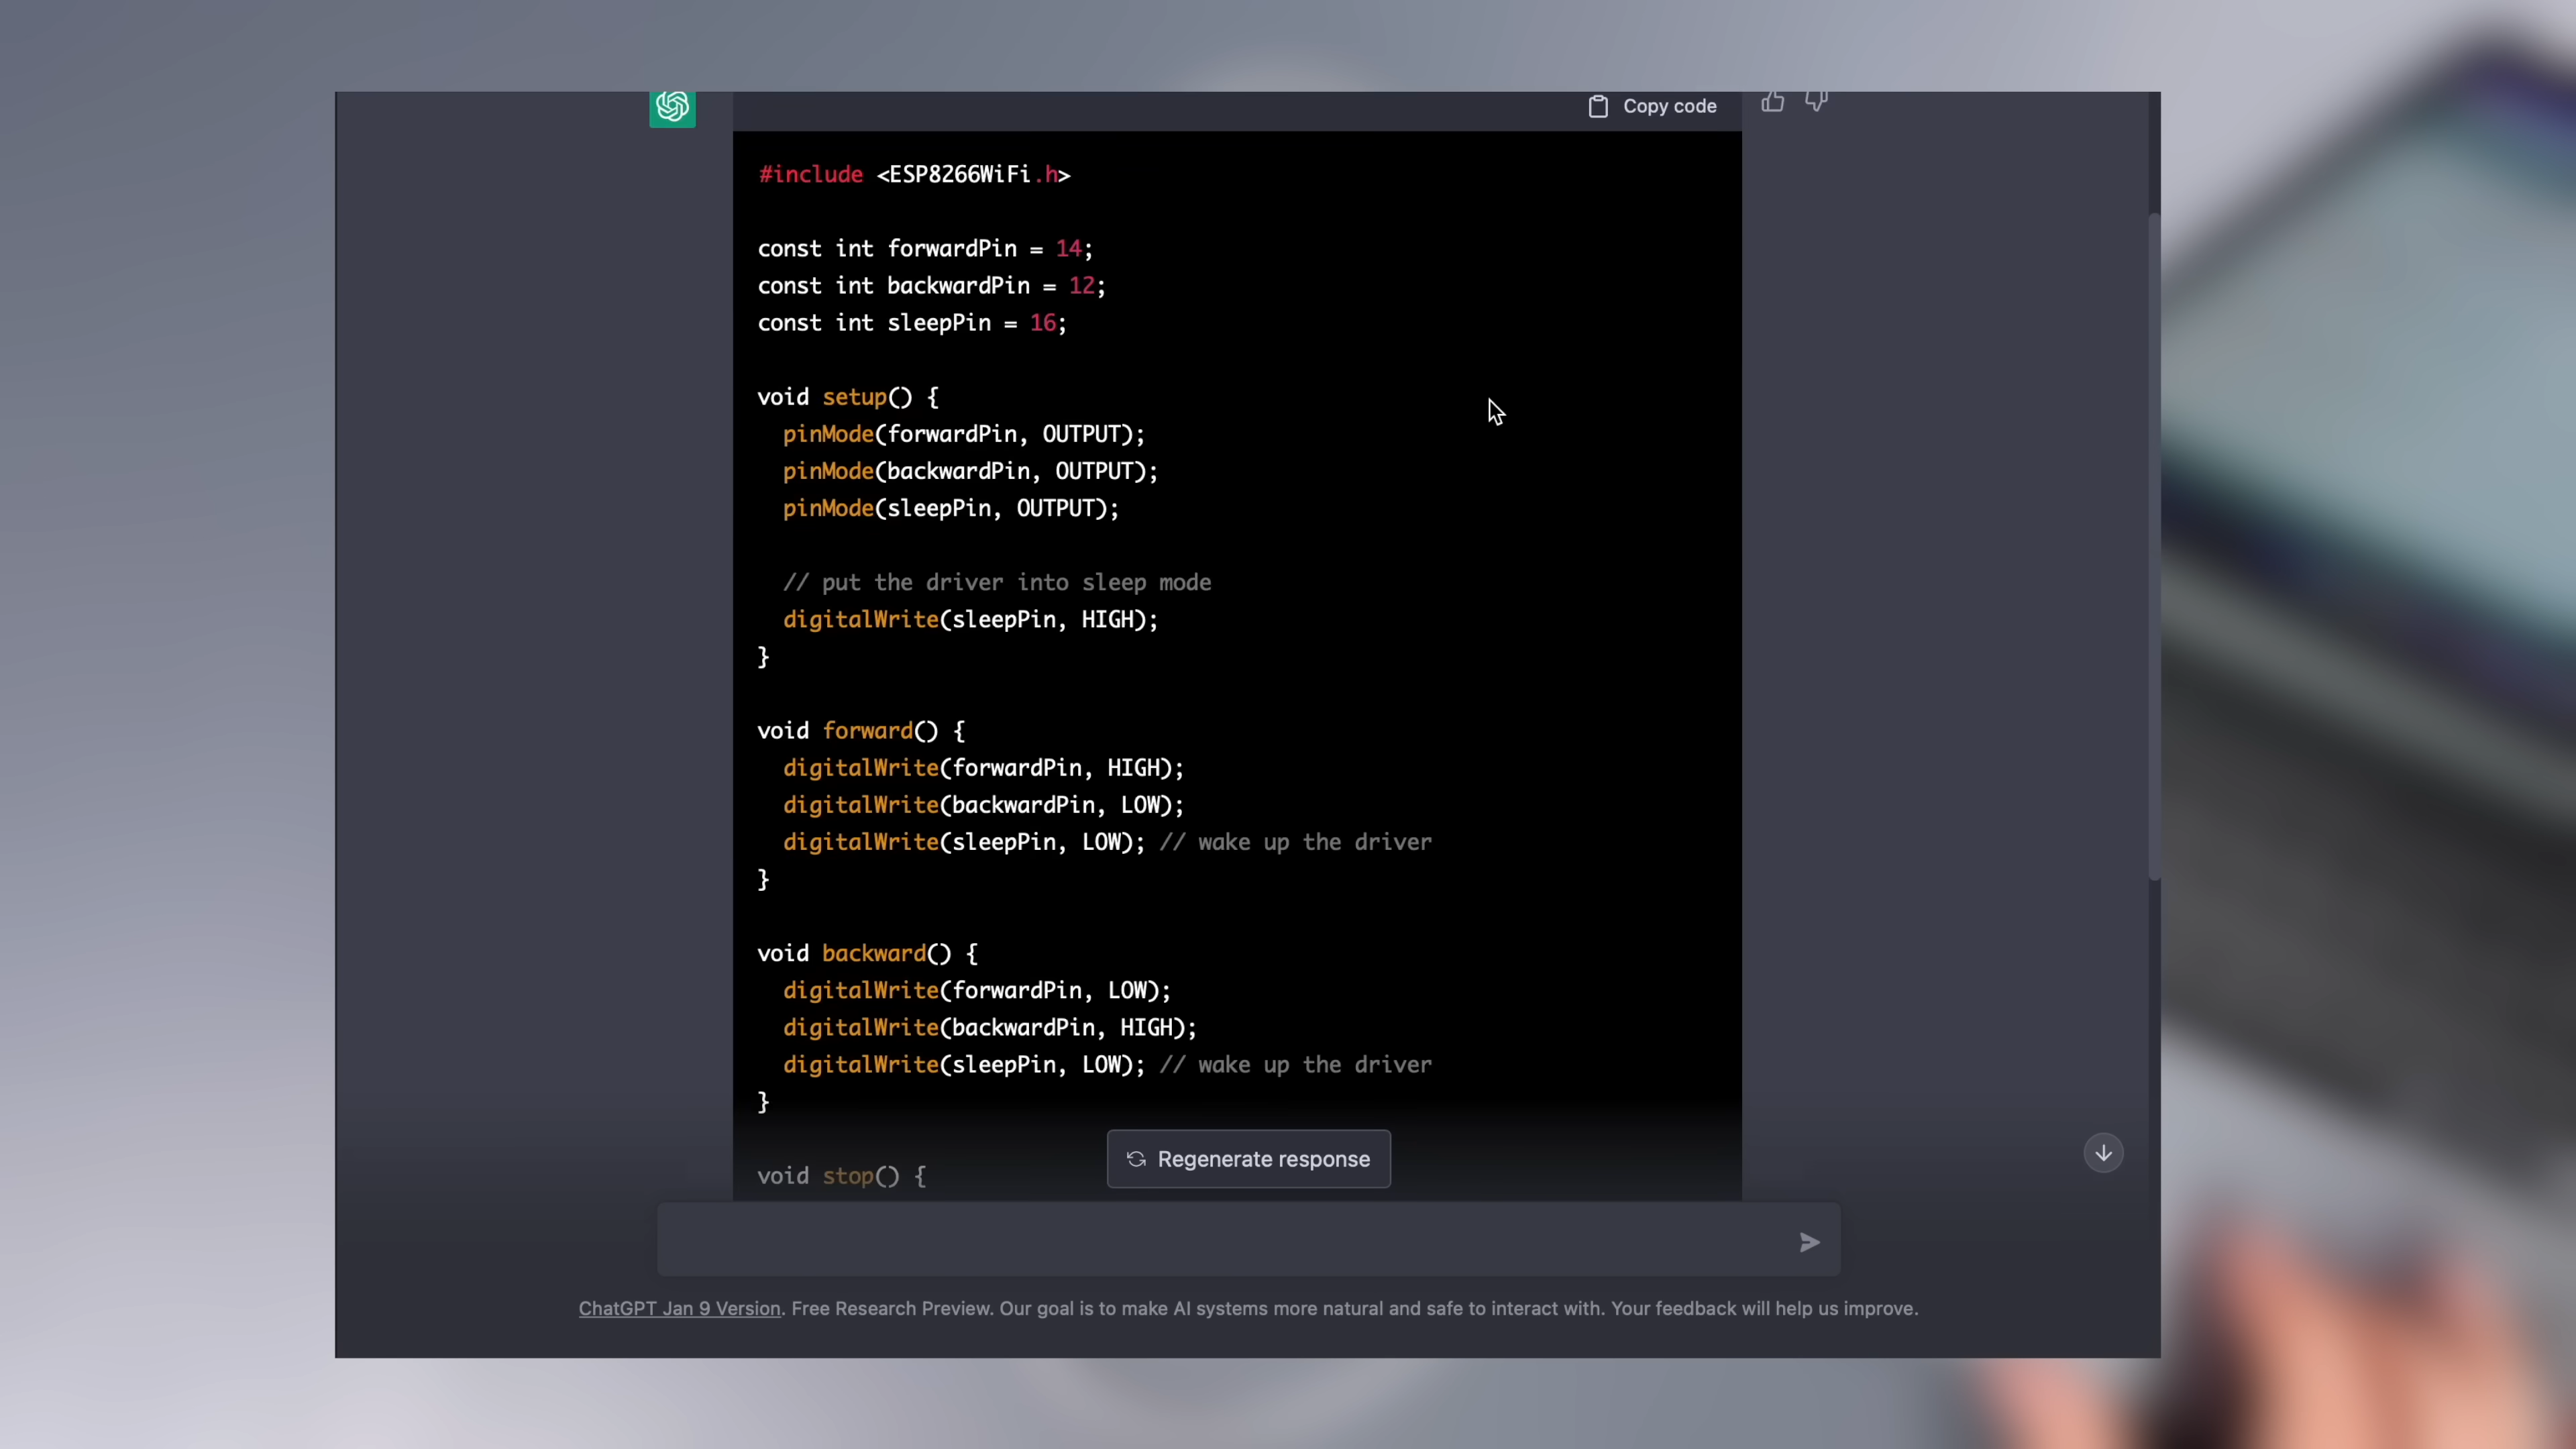 Copy code
#include <ESP8266WiFi.h>
const int forwardPin = 14;
const int backwardPin = 12;
const int sleepPin = 16;
void setup() {
pinMode(forwardPin, OUTPUT);
pinMode(backwardPin, OUTPUT);
pinMode(sleepPin, OUTPUT);
// put the driver into sleep mode
digitalWrite(sleepPin, HIGH);
}
void forward() {
digitalWrite(forwardPin, HIGH);
digitalWrite(backwardPin, LOW);
digitalWrite(sleepPin, LOW); // wake up the driver
}
void backward() {
digitalWrite(forwardPin, LOW);
digitalWrite(backwardPin, HIGH);
digitalWrite(sleepPin, LOW); // wake up the driver
}
void stop() {
Regenerate response
ChatGPT Jan 9 Version. Free Research Preview. Our goal is to make AI systems more natural and safe to interact with. Your feedback will help us improve.